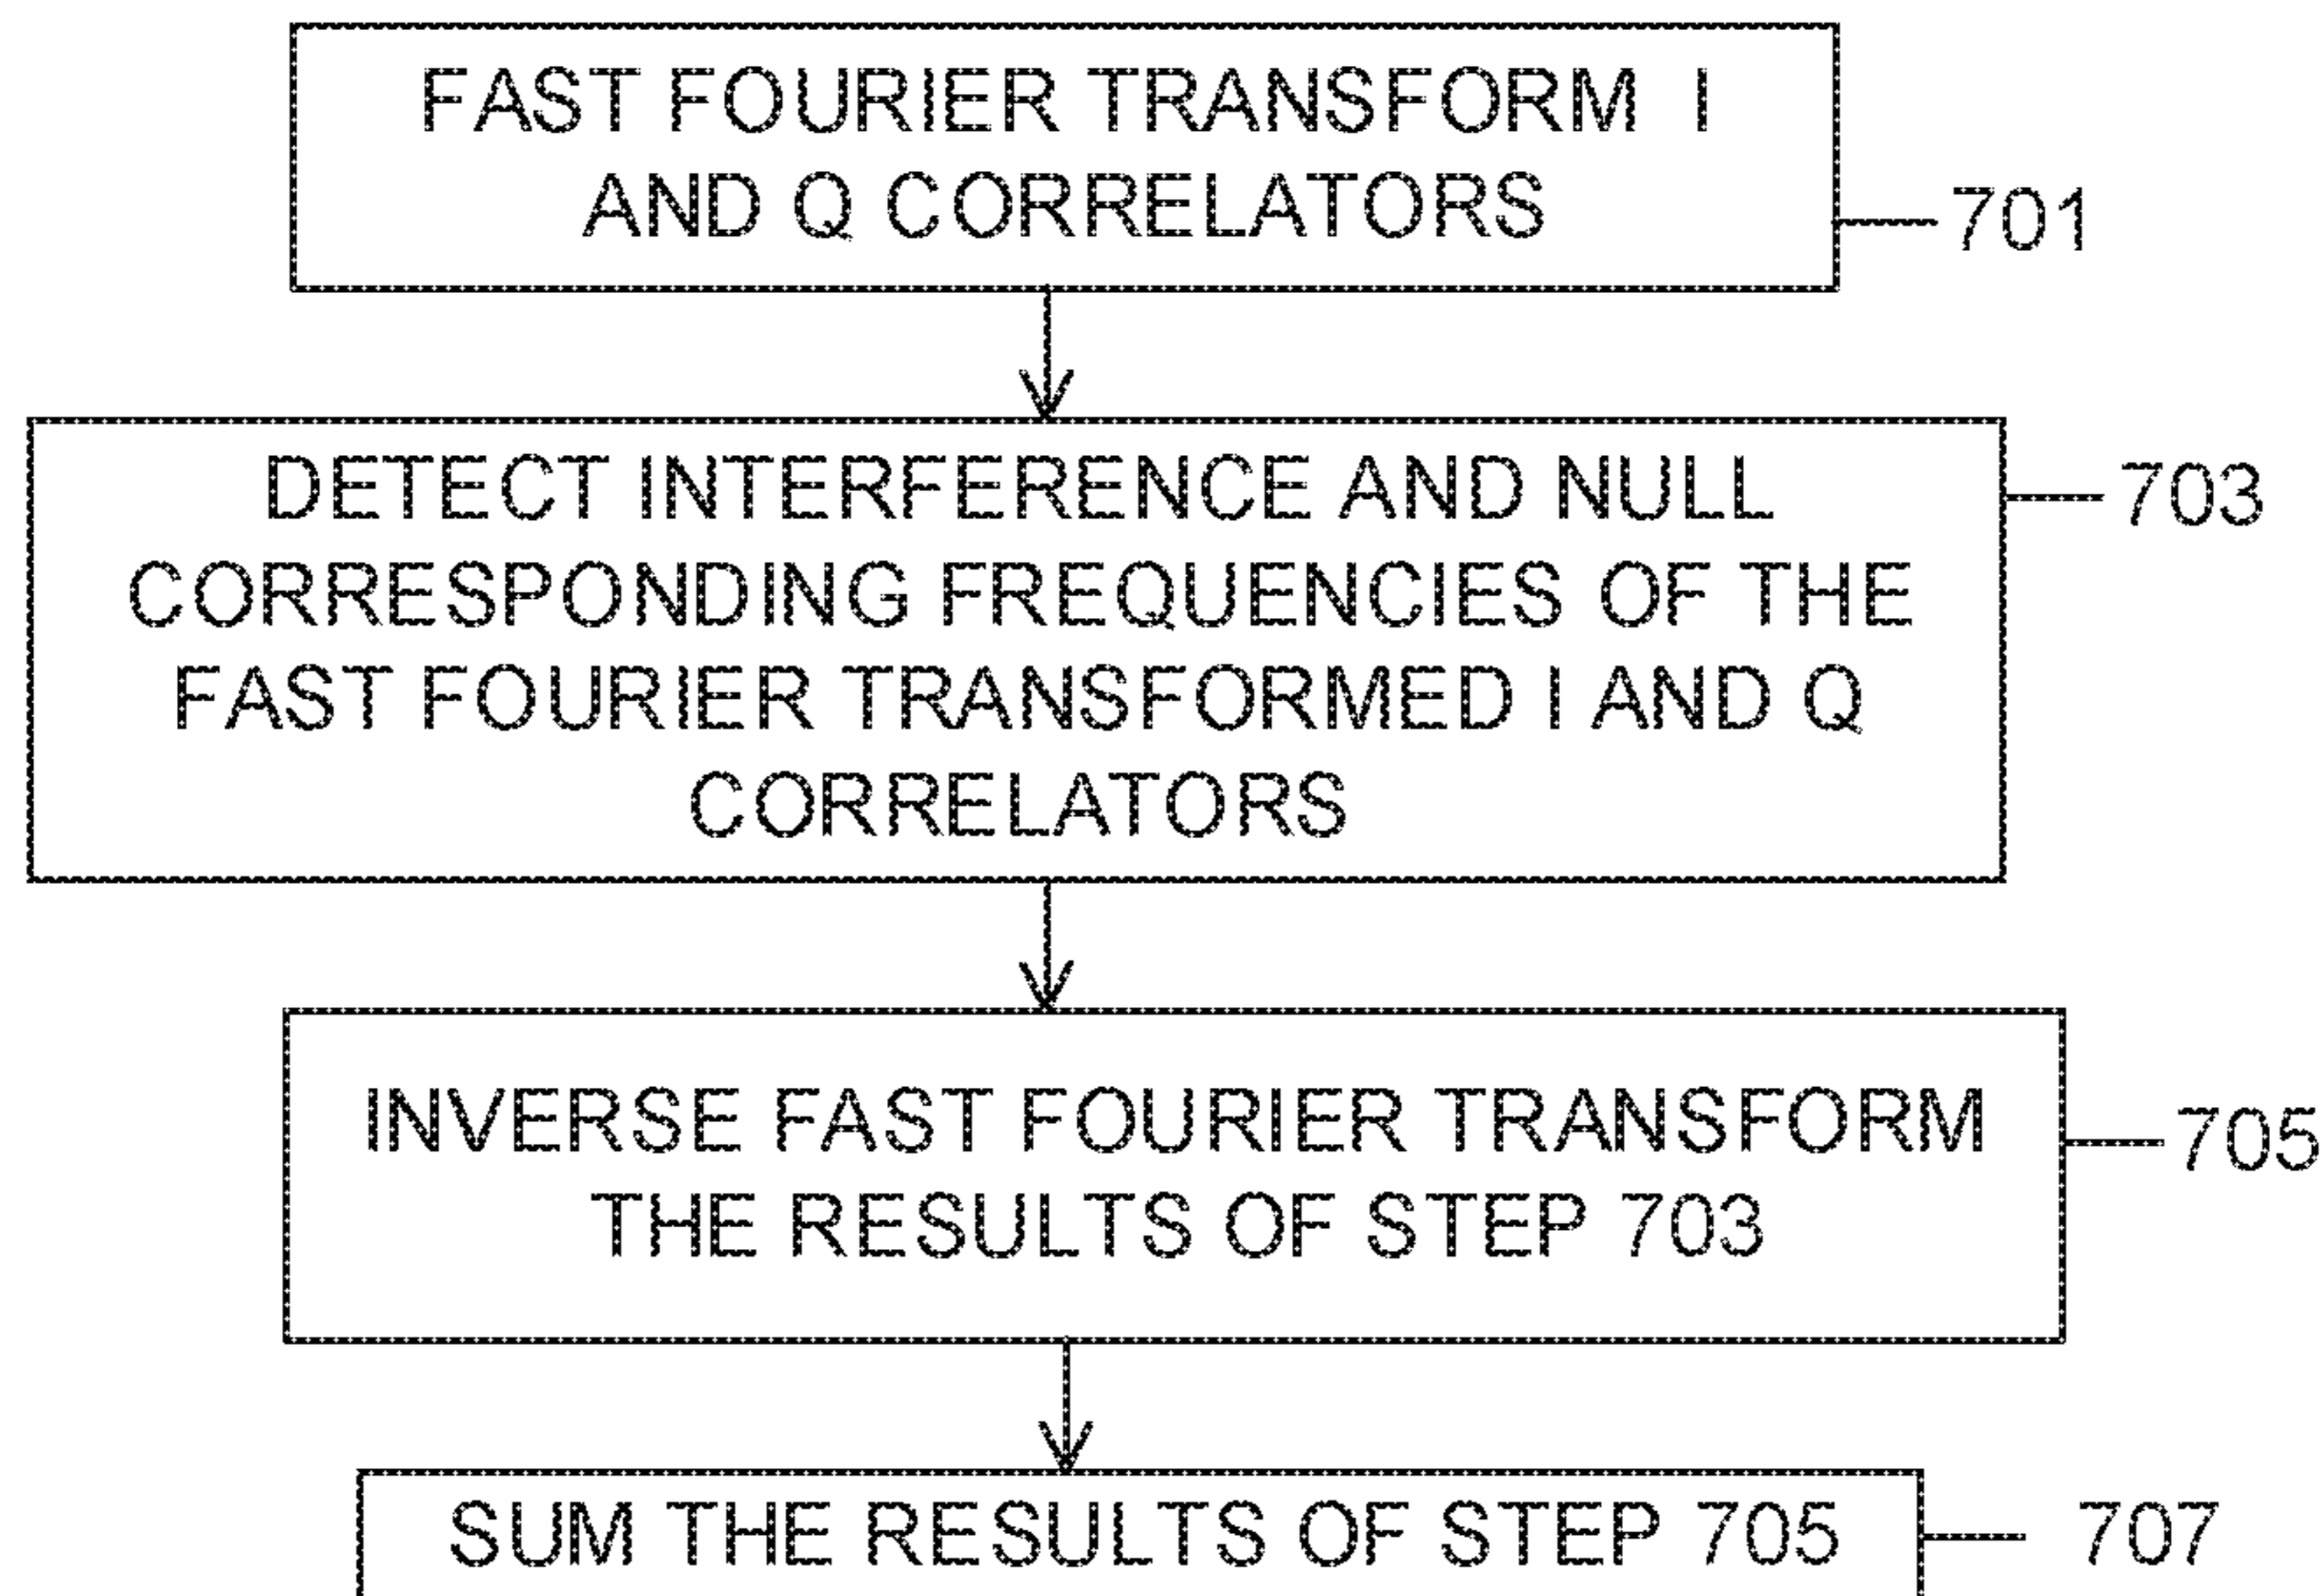 FAST FOURIER TRANSFORM I
AND Q CORRELATORS
701
DETECT INTERFERENCE AND NULL
703
CORRESPONDING FREQUENCIES OF THE
FAST FOURIER TRANSFORMED I AND Q
CORRELATORS
INVERSE FAST FOURIER TRANSFORM
705
THE RESULTS OF STEP 703
SUM THE RESULTS OF STEP 705
707